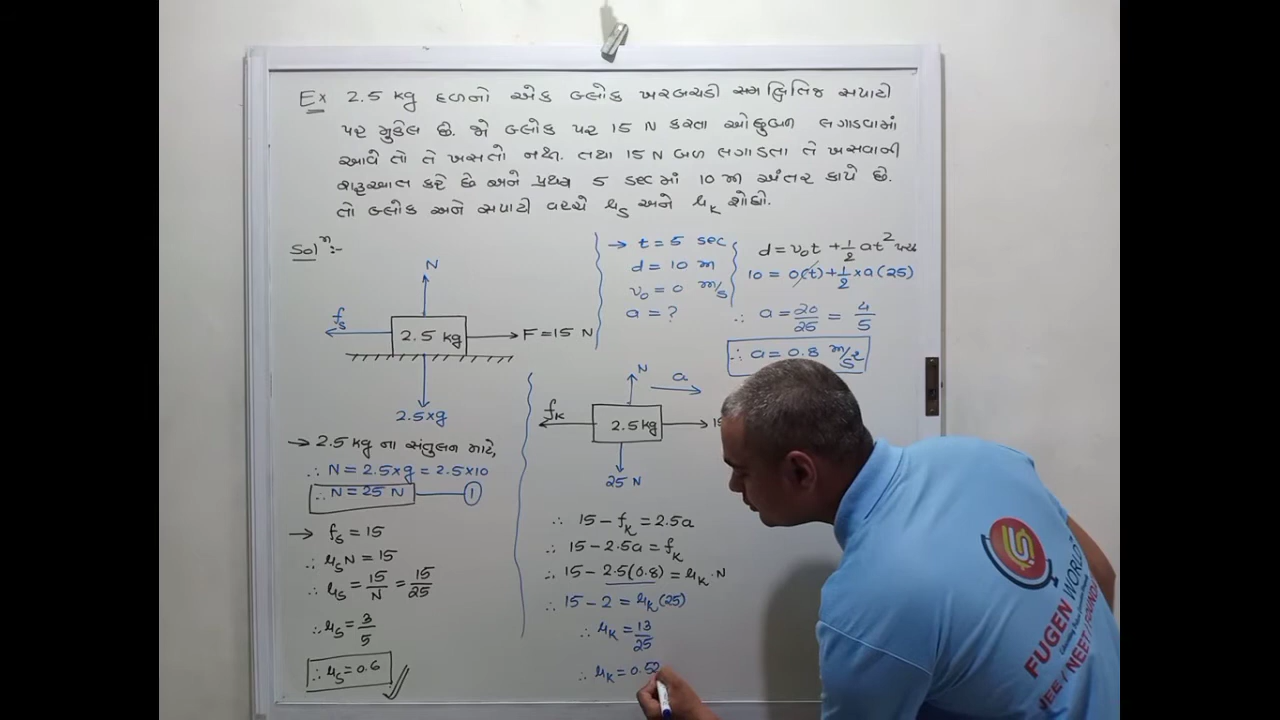 Ex 2.5 kg દળનો એક બ્લોક ખરબચડી સમક્ષિતિજ સપાટી
પર મુકેલ છે. જો બ્લોક પર 15 N કરતા ઓછુબળ લગાડવામાં
આવે તો તે ખસતો નથી. તથા 15 N બળ લગાડતા તે ખસવાની
શરૂઆત કરે છે અને પ્રથમ 5 sec માં 10 m અંતર કાપે છે.
તો બ્લોક અને સપાટી વચ્ચે μs અને μK શોધો.
Solⁿ :-
N
fs
2.5 kg
F = 15 N
2.5×g
→ 2.5 kg ના સંતુલન માટે,
∴ N = 2.5×g = 2.5×10
∴ N = 25 N ①
→ fs = 15
∴ μsN = 15
∴ μs = 15/N = 15/25
∴ μs = 3/5
∴ μs = 0.6
→ t = 5 sec
d = 10 m
v₀ = 0 m/s
a = ?
d = v₀t + 1/2 at² પરથી
10 = 0(t) + 1/2 × a(25)
∴ a = 20/25 = 4/5
∴ a = 0.8 m/s²
N
a
fK
2.5 kg
25 N
∴ 15 - fK = 2.5a
∴ 15 - 2.5a = fK
∴ 15 - 2.5(0.8) = μK · N
∴ 15 - 2 = μK (25)
∴ μK = 13/25
∴ μK = 0.52
FUGEN WORLD
JEE / NEET / FOUNDA